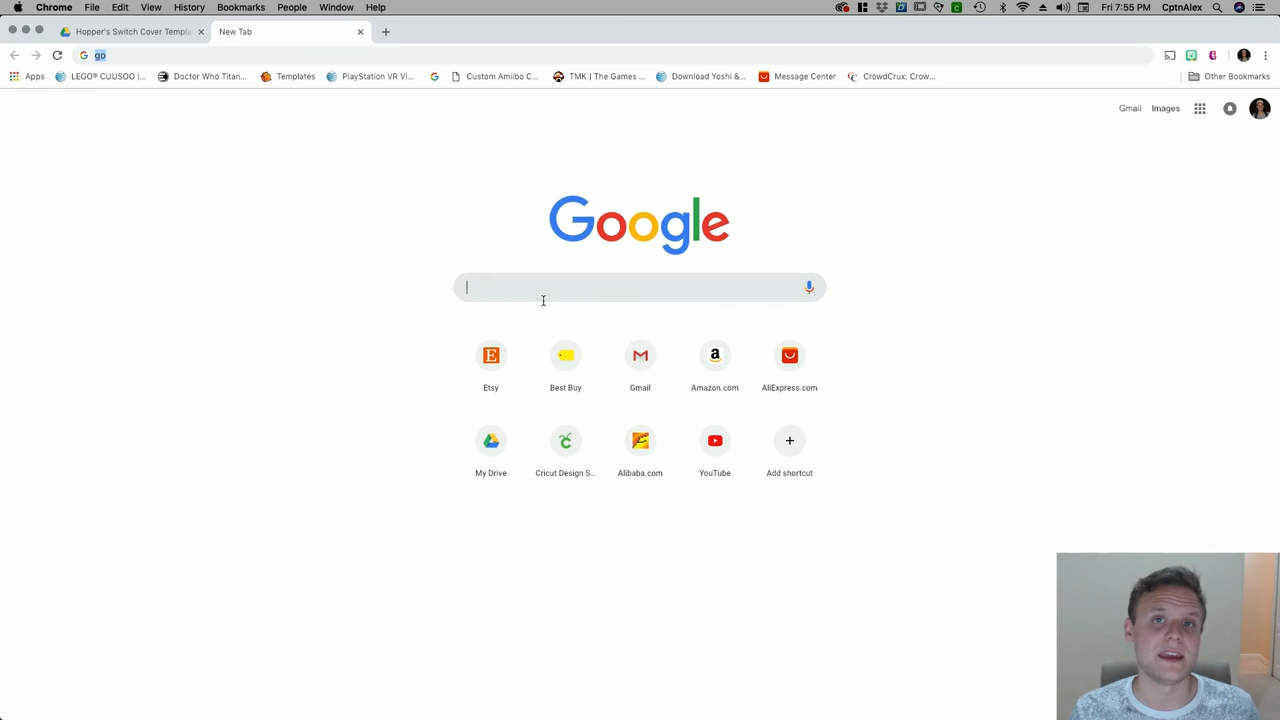 Chrome File Edit View History Bookmarks People Window Help Fri 7:55 PM CptnAlex
Hopper's Switch Cover Templa New Tab
go
Apps LEGO® CUUSOO |... Doctor Who Titan... Templates PlayStation VR Vi... Custom Amiibo C... TMK | The Games ... Download Yoshi &... Message Center CrowdCrux: Crow... Other Bookmarks
Gmail Images
Google
Etsy Best Buy Gmail Amazon.com AliExpress.com
My Drive Cricut Design S... Alibaba.com YouTube Add shortcut